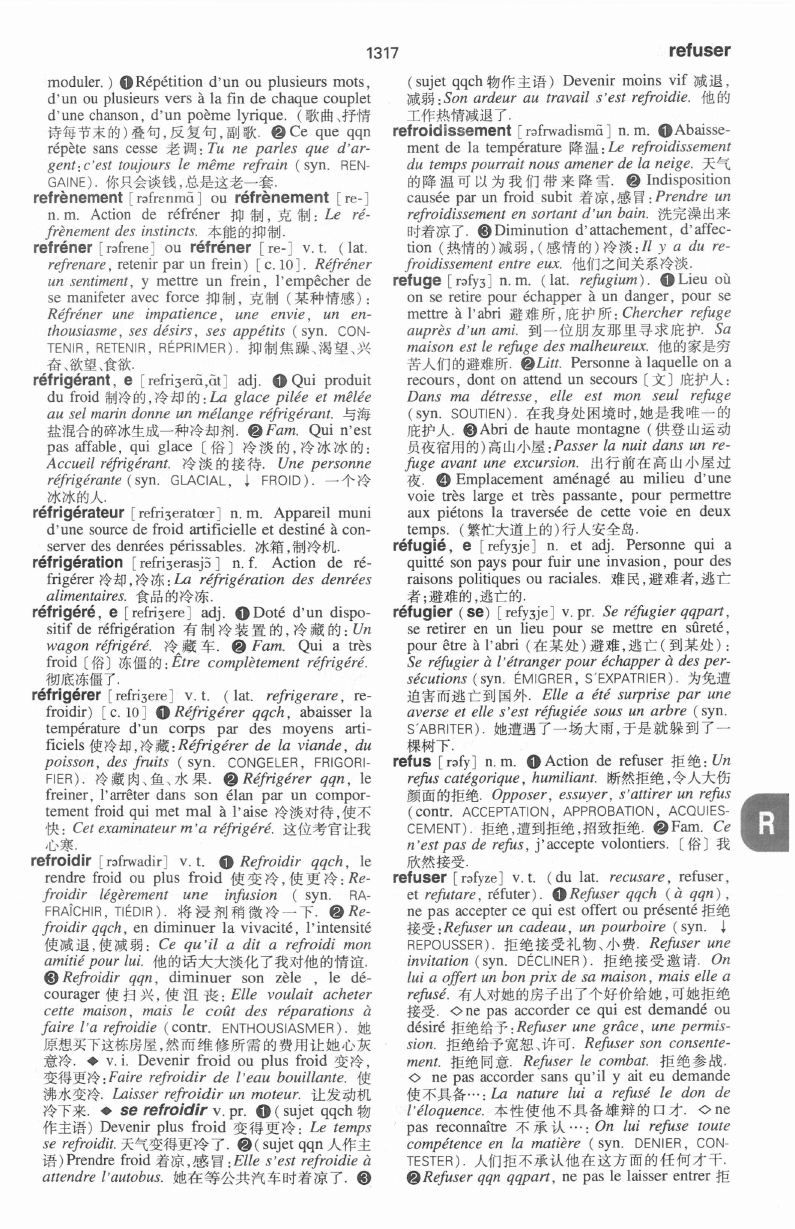 1317
refuser
moduler. ) ❶Répétition d'un ou plusieurs mots,
d'un ou plusieurs vers à la fin de chaque couplet
d'une chanson, d'un poème lyrique. (歌曲、抒情
诗每节末的)叠句,反复句,副歌. ❷Ce que qqn
répète sans cesse 老调:Tu ne parles que d'ar-
gent;c'est toujours le même refrain (syn. REN-
GAINE). 你只会谈钱,总是这老一套.
refrènement [rəfrɛnmɑ̃] ou réfrènement [re-]
n.m. Action de réfréner 抑制, 克制: Le ré-
frènement des instincts. 本能的抑制.
refréner [rəfrene] ou réfréner [re-] v.t. (lat.
refrenare, retenir par un frein) [c.10]. Réfréner
un sentiment, y mettre un frein, l'empêcher de
se manifeter avec force 抑制, 克制 (某种情感):
Réfréner une impatience, une envie, un en-
thousiasme, ses désirs, ses appétits (syn. CON-
TENIR, RETENIR, RÉPRIMER). 抑制焦躁、渴望、兴
奋、欲望、食欲.
réfrigérant, e [refriʒerɑ̃,ɑ̃t] adj. ❶Qui produit
du froid 制冷的,冷却的:La glace pilée et mêlée
au sel marin donne un mélange réfrigérant. 与海
盐混合的碎冰生成一种冷却剂. ❷Fam. Qui n'est
pas affable, qui glace [俗] 冷淡的,冷冰冰的:
Accueil réfrigérant. 冷淡的接待. Une personne
réfrigérante (syn. GLACIAL, ↓ FROID). 一个冷
冰冰的人.
réfrigérateur [refriʒeratœr] n.m. Appareil muni
d'une source de froid artificielle et destiné à con-
server des denrées périssables. 冰箱,制冷机.
réfrigération [refriʒerasjɔ̃] n.f. Action de ré-
frigérer 冷却,冷冻:La réfrigération des denrées
alimentaires. 食品的冷冻.
réfrigéré, e [refriʒere] adj. ❶Doté d'un dispo-
sitif de réfrigération 有制冷装置的,冷藏的:Un
wagon réfrigéré. 冷藏车. ❷Fam. Qui a très
froid [俗] 冻僵的:Être complètement réfrigéré.
彻底冻僵了.
réfrigérer [refriʒere] v.t. (lat. refrigerare, re-
froidir) [c. 10] ❶Réfrigérer qqch, abaisser la
température d'un corps par des moyens arti-
ficiels 使冷却,冷藏:Réfrigérer de la viande, du
poisson, des fruits (syn. CONGELER, FRIGORI-
FIER). 冷藏肉、鱼、水果. ❷Réfrigérer qqn, le
freiner, l'arrêter dans son élan par un compor-
tement froid qui met mal à l'aise 冷淡对待,使不
快: Cet examinateur m'a réfrigéré. 这位考官让我
心寒.
refroidir [rəfrwadir] v.t. ❶ Refroidir qqch, le
rendre froid ou plus froid 使变冷,使更冷:Re-
froidir légèrement une infusion (syn. RA-
FRAÎCHIR, TIÉDIR). 将浸剂稍微冷一下. ❷Re-
froidir qqch, en diminuer la vivacité, l'intensité
使减退,使减弱: Ce qu'il a dit a refroidi mon
amitié pour lui. 他的话大大淡化了我对他的情谊.
❸Refroidir qqn, diminuer son zèle , le dé-
courager 使扫兴,使沮丧:Elle voulait acheter
cette maison, mais le coût des réparations à
faire l'a refroidie (contr. ENTHOUSIASMER). 她
原想买下这栋房屋,然而维修所需的费用让她心灰
意冷. ◆ v.i. Devenir froid ou plus froid 变冷,
变得更冷:Faire refroidir de l'eau bouillante. 使
沸水变冷. Laisser refroidir un moteur. 让发动机
冷下来. ◆ se refroidir v.pr. ❶(sujet qqch 物
作主语) Devenir plus froid 变得更冷: Le temps
se refroidit. 天气变得更冷了. ❷(sujet qqn 人作主
语)Prendre froid 着凉,感冒:Elle s'est refroidie à
attendre l'autobus. 她在等公共汽车时着凉了. ❸
(sujet qqch 物作主语) Devenir moins vif 减退,
减弱:Son ardeur au travail s'est refroidie. 他的
工作热情减退了.
refroidissement [rəfrwadismɑ̃] n.m. ❶Abaisse-
ment de la température 降温:Le refroidissement
du temps pourrait nous amener de la neige. 天气
的降温可以为我们带来降雪. ❷ Indisposition
causée par un froid subit 着凉,感冒:Prendre un
refroidissement en sortant d'un bain. 洗完澡出来
时着凉了. ❸Diminution d'attachement, d'affec-
tion (热情的)减弱,(感情的)冷淡:Il y a du re-
froidissement entre eux. 他们之间关系冷淡.
refuge [rəfyʒ] n.m. (lat. refugium). ❶Lieu où
on se retire pour échapper à un danger, pour se
mettre à l'abri 避难所,庇护所:Chercher refuge
auprès d'un ami. 到一位朋友那里寻求庇护. Sa
maison est le refuge des malheureux. 他的家是穷
苦人们的避难所. ❷Litt. Personne à laquelle on a
recours, dont on attend un secours [文] 庇护人:
Dans ma détresse, elle est mon seul refuge
(syn. SOUTIEN). 在我身处困境时,她是我唯一的
庇护人. ❸Abri de haute montagne (供登山运动
员夜宿用的)高山小屋:Passer la nuit dans un re-
fuge avant une excursion. 出行前在高山小屋过
夜. ❹ Emplacement aménagé au milieu d'une
voie très large et très passante, pour permettre
aux piétons la traversée de cette voie en deux
temps. (繁忙大道上的)行人安全岛.
réfugié, e [refyʒje] n. et adj. Personne qui a
quitté son pays pour fuir une invasion, pour des
raisons politiques ou raciales. 难民,避难者,逃亡
者;避难的,逃亡的.
réfugier (se) [refyʒje] v.pr. Se réfugier qqpart,
se retirer en un lieu pour se mettre en sûreté,
pour être à l'abri (在某处)避难,逃亡(到某处):
Se réfugier à l'étranger pour échapper à des per-
sécutions (syn. ÉMIGRER, S'EXPATRIER). 为免遭
迫害而逃亡到国外. Elle a été surprise par une
averse et elle s'est réfugiée sous un arbre (syn.
S'ABRITER). 她遭遇了一场大雨,于是就躲到了一
棵树下.
refus [rəfy] n.m. ❶Action de refuser 拒绝:Un
refus catégorique, humiliant. 断然拒绝,令人大伤
颜面的拒绝. Opposer, essuyer, s'attirer un refus
(contr. ACCEPTATION, APPROBATION, ACQUIES-
CEMENT). 拒绝,遭到拒绝,招致拒绝. ❷Fam. Ce
n'est pas de refus, j'accepte volontiers. [俗] 我
欣然接受.
R
refuser [rəfyze] v.t. (du lat. recusare, refuser,
et refutare, réfuter). ❶Refuser qqch (à qqn),
ne pas accepter ce qui est offert ou présenté 拒绝
接受:Refuser un cadeau, un pourboire (syn. ↓
REPOUSSER). 拒绝接受礼物、小费. Refuser une
invitation (syn. DÉCLINER). 拒绝接受邀请. On
lui a offert un bon prix de sa maison, mais elle a
refusé. 有人对她的房子出了个好价给她,可她拒绝
接受. ◇ne pas accorder ce qui est demandé ou
désiré 拒绝给予:Refuser une grâce, une permis-
sion. 拒绝给予宽恕、许可. Refuser son consente-
ment. 拒绝同意. Refuser le combat. 拒绝参战.
◇ ne pas accorder sans qu'il y ait eu demande
使不具备…: La nature lui a refusé le don de
l'éloquence. 本性使他不具备雄辩的口才. ◇ne
pas reconnaître 不承认…: On lui refuse toute
compétence en la matière (syn. DENIER, CON-
TESTER). 人们拒不承认他在这方面的任何才干.
❷Refuser qqn qqpart, ne pas le laisser entrer 拒